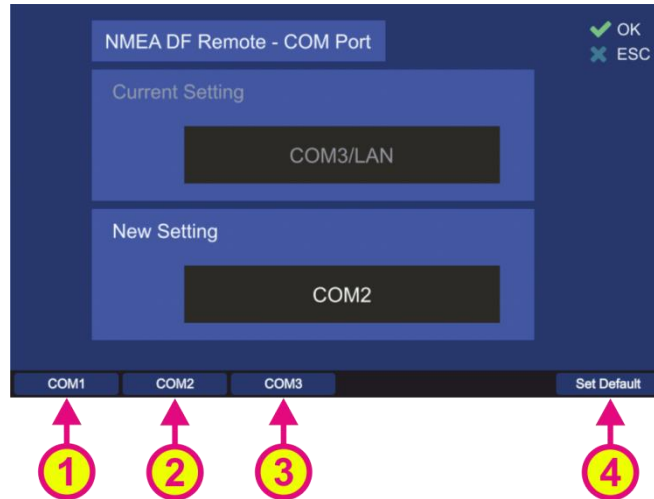 NMEA DF Remote - COM Port
OK
ESC
Current Setting
COM3/LAN
New Setting
COM2
COM1 COM2 COM3 Set Default
1 2 3 4